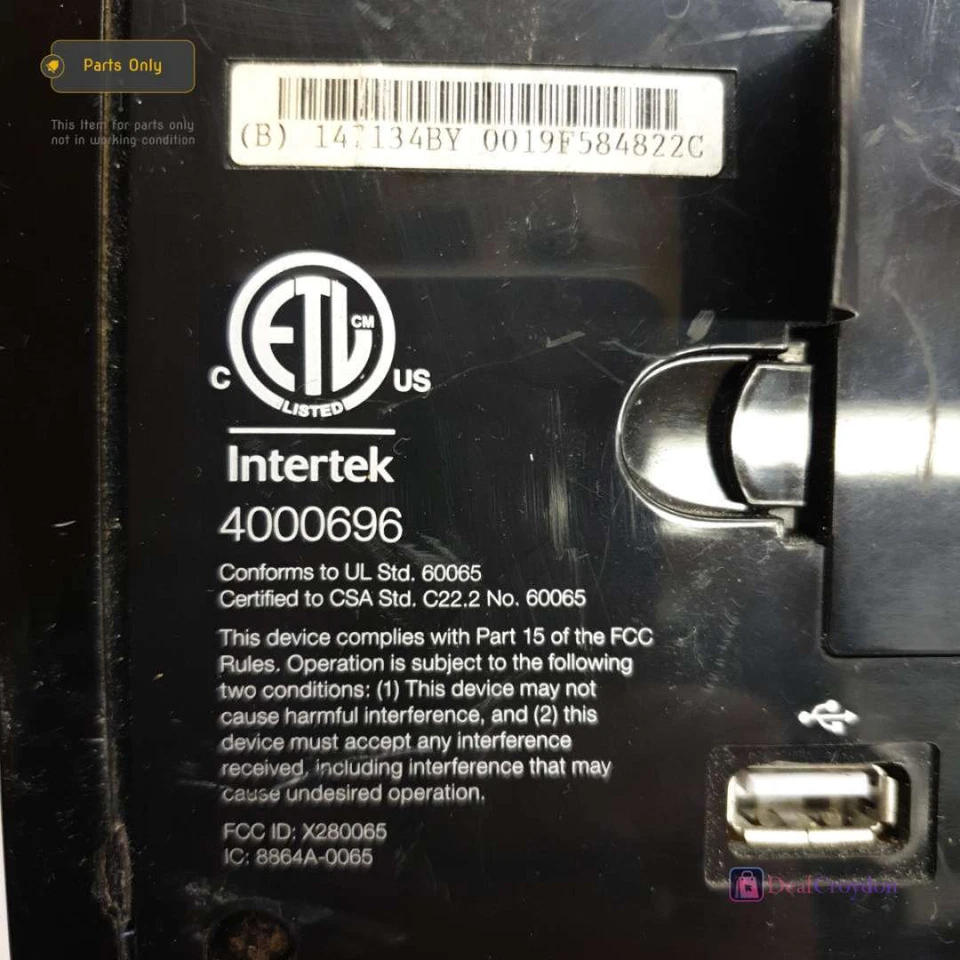 Parts Only
This Item for parts only
not in working condition
(B) 147134BY 0019F584822C
ETL CM
C US
LISTED
Intertek
4000696
Conforms to UL Std. 60065
Certified to CSA Std. C22.2 No. 60065
This device complies with Part 15 of the FCC
Rules. Operation is subject to the following
two conditions: (1) This device may not
cause harmful interference, and (2) this
device must accept any interference
received, including interference that may
cause undesired operation.
FCC ID: X280065
IC: 8864A-0065
DealCroydon